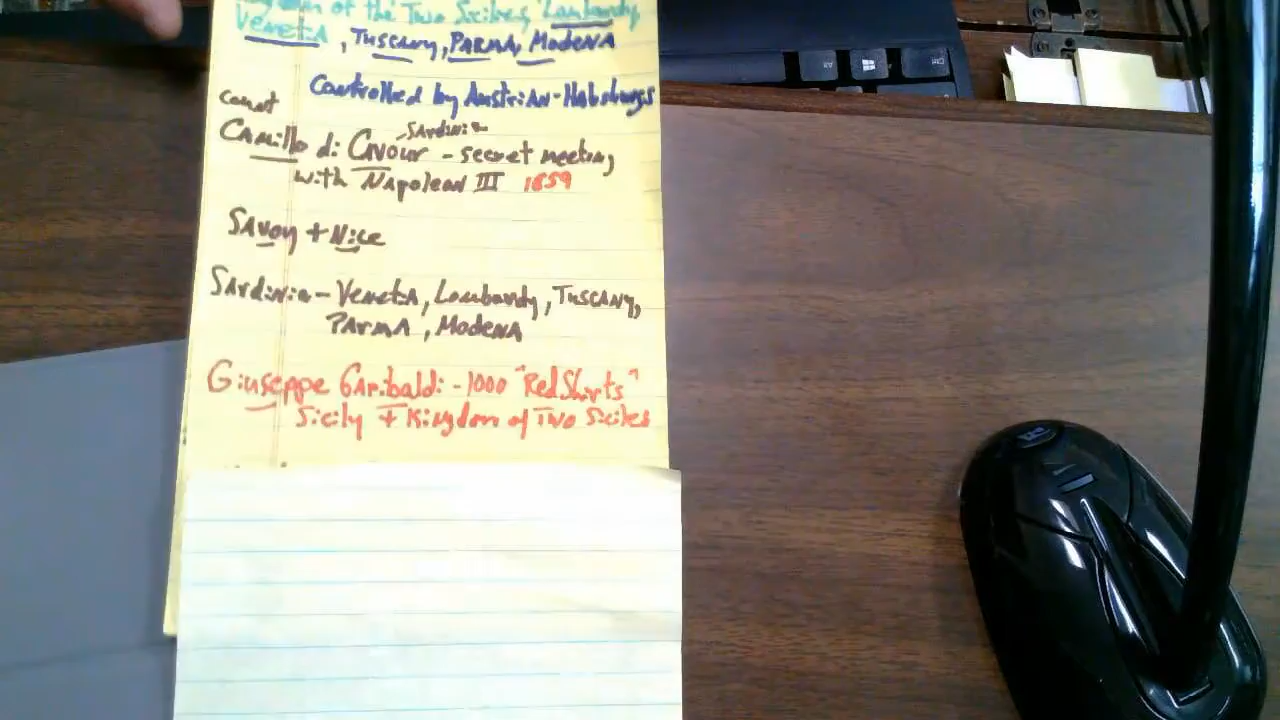 of the Two Sicilies, Lombardy
Veneta, Tuscany, Parma, Modena
Controlled by Austrian-Habsburgs
Count
Camillo di Cavour - secret meeting
Sardinia
with Napolean III 1859
Savoy + Nice
Sardinia - Veneta, Lombardy, Tuscany,
Parma, Modena
Giuseppe Garibaldi - 1000 "Red Shirts"
Sicily + Kingdom of Two Sicilies